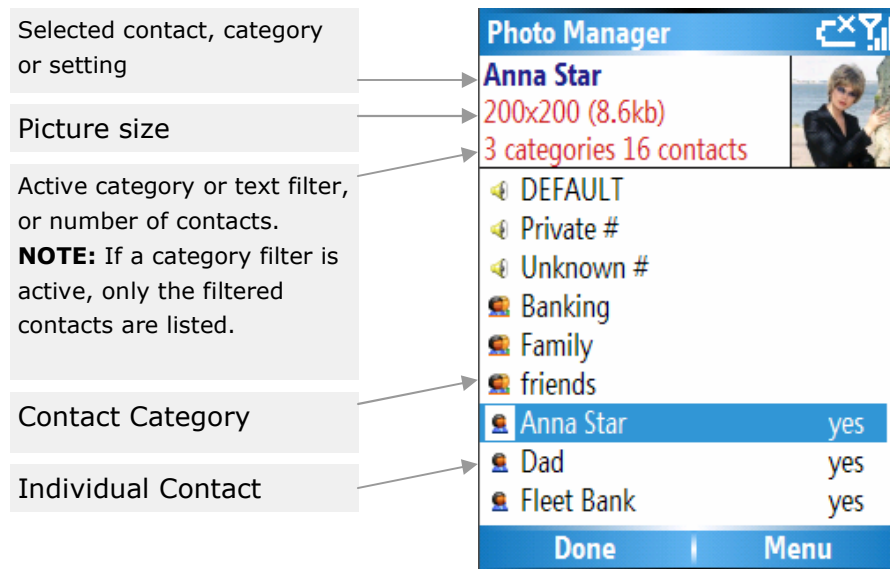 Selected contact, category
or setting
Picture size
Active category or text filter,
or number of contacts.
NOTE: If a category filter is
active, only the filtered
contacts are listed.
Contact Category
Individual Contact
Photo Manager
Anna Star
200x200 (8.6kb)
3 categories 16 contacts
DEFAULT
Private #
Unknown #
Banking
Family
friends
Anna Star yes
Dad yes
Fleet Bank yes
Done Menu